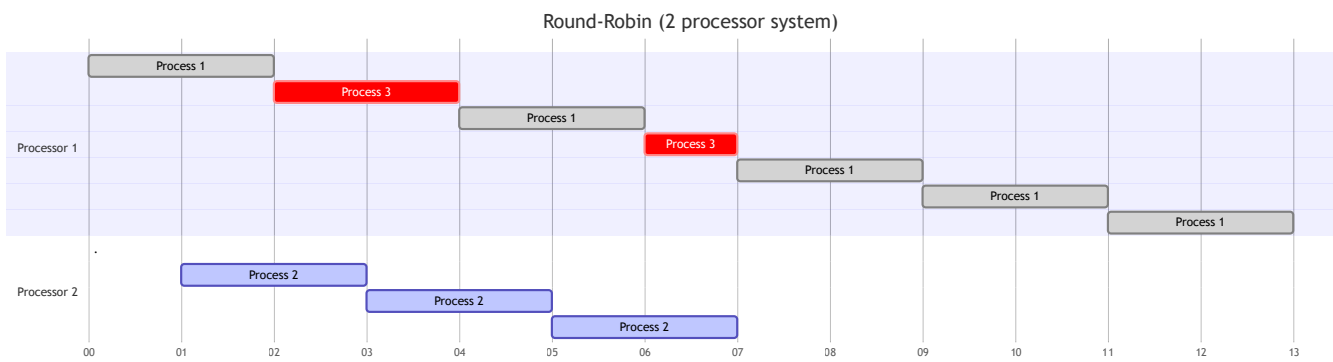 Round-Robin (2 processor system)
Process 1
Process 3
Process 1
Processor 1
Process 3
Process 1
Process 1
Process 1
.
Process 2
Processor 2
Process 2
Process 2
00 01 02 03 04 05 06 07 08 09 10 11 12 13